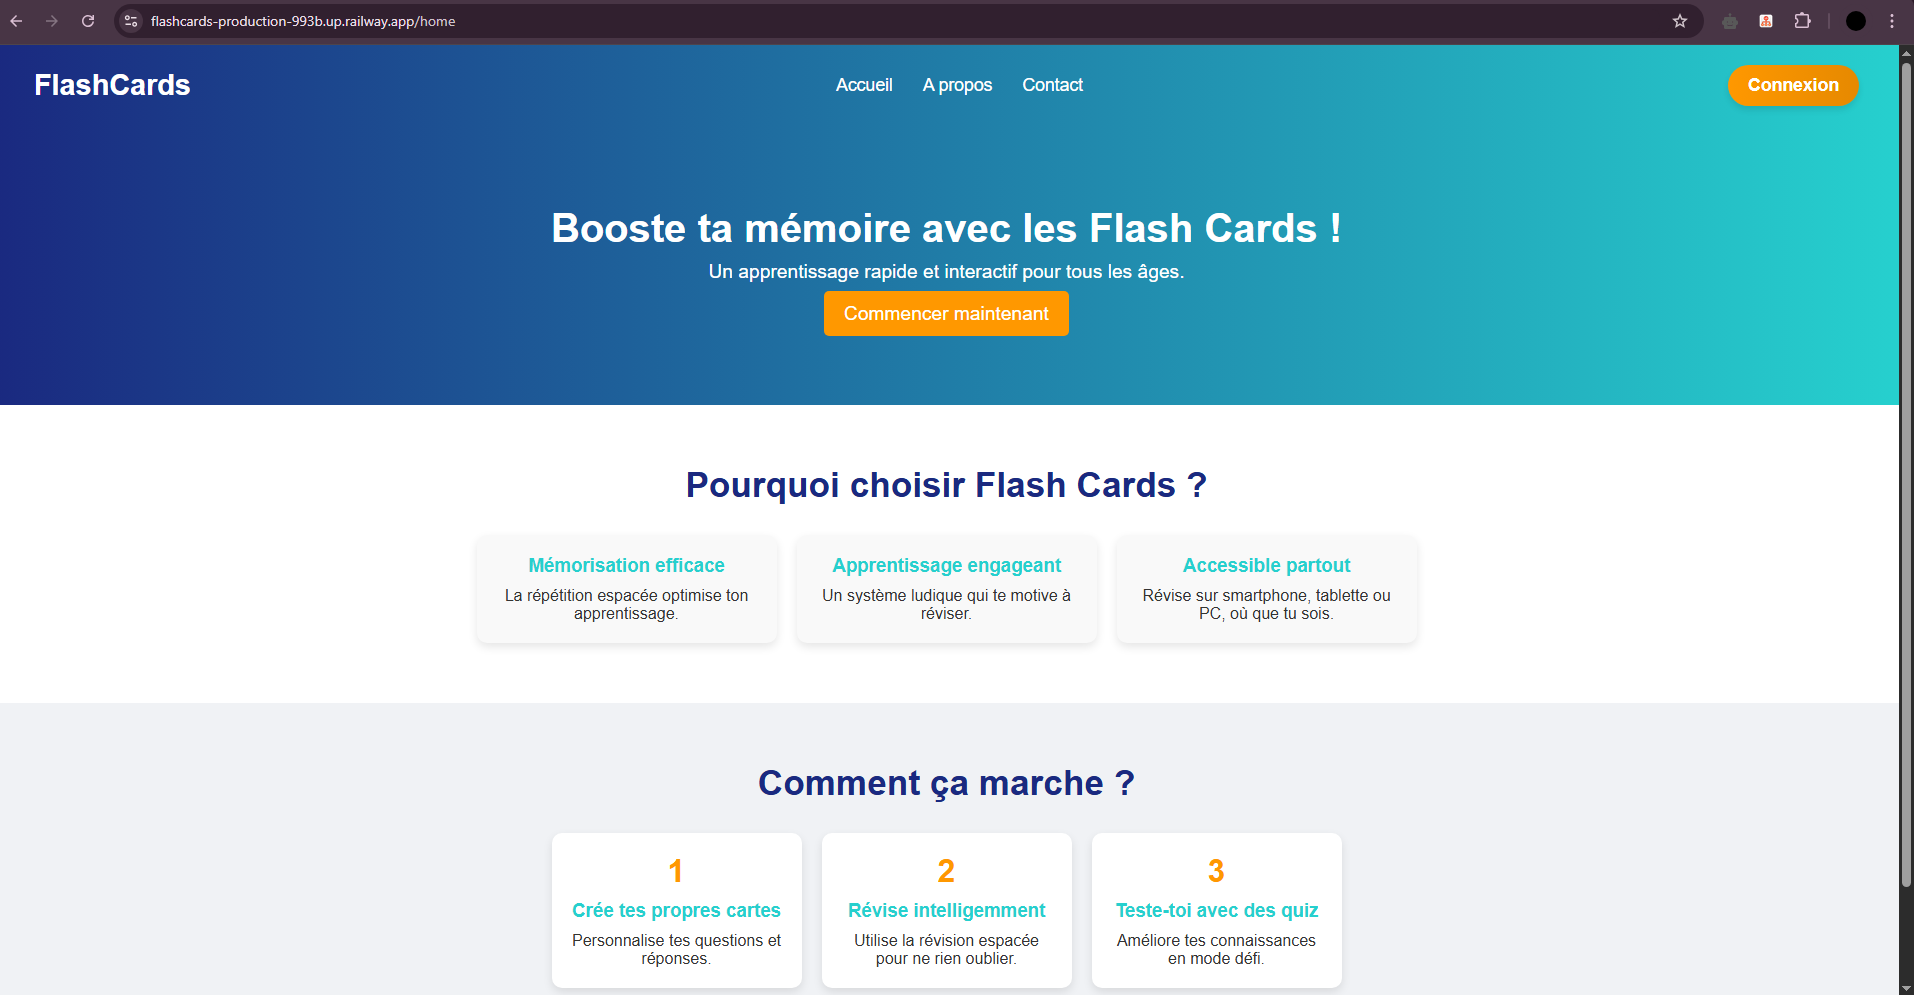 flashcards-production-993b.up.railway.app/home
FlashCards
Accueil
A propos
Contact
Connexion
Booste ta mémoire avec les Flash Cards !
Un apprentissage rapide et interactif pour tous les âges.
Commencer maintenant
Pourquoi choisir Flash Cards ?
Mémorisation efficace
La répétition espacée optimise ton
apprentissage.
Apprentissage engageant
Un système ludique qui te motive à
réviser.
Accessible partout
Révise sur smartphone, tablette ou
PC, où que tu sois.
Comment ça marche ?
1
Crée tes propres cartes
Personnalise tes questions et
réponses.
2
Révise intelligemment
Utilise la révision espacée
pour ne rien oublier.
3
Teste-toi avec des quiz
Améliore tes connaissances
en mode défi.